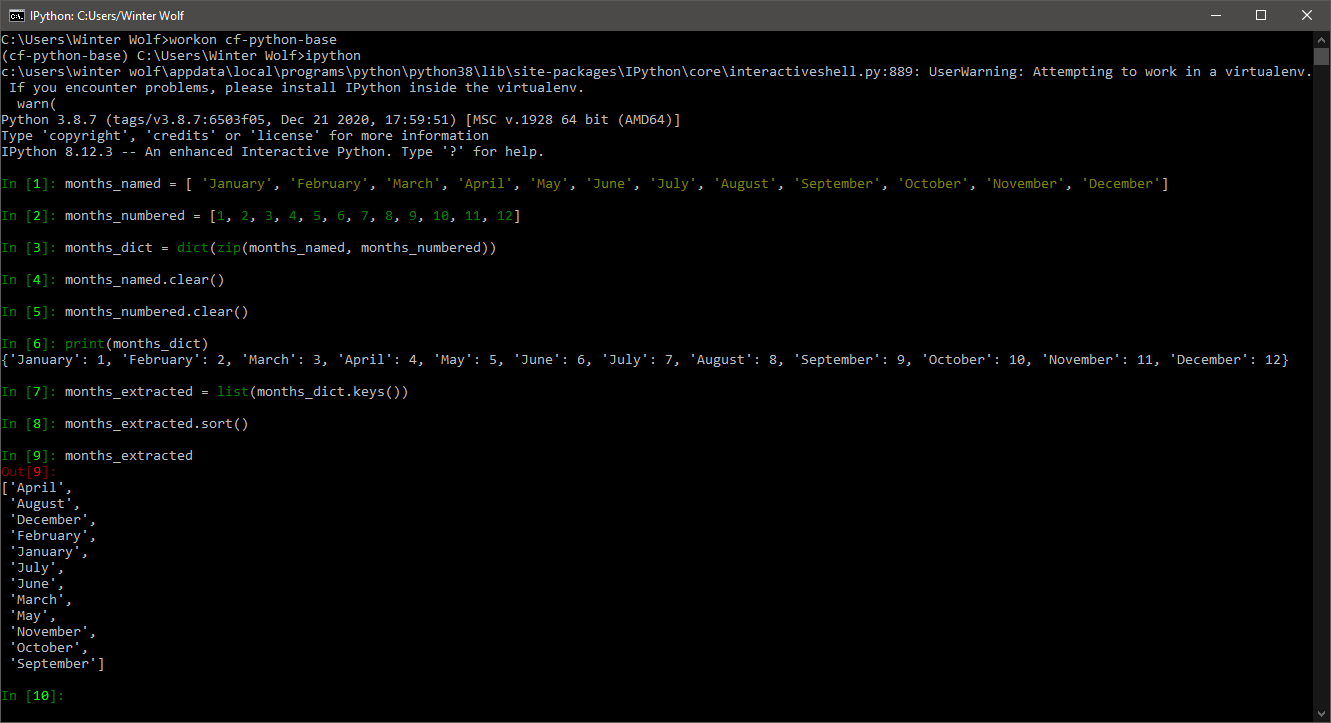 IPython: C:Users/Winter Wolf
C:\Users\Winter Wolf>workon cf-python-base
(cf-python-base) C:\Users\Winter Wolf>ipython
c:\users\winter wolf\appdata\local\programs\python\python38\lib\site-packages\IPython\core\interactiveshell.py:889: UserWarning: Attempting to work in a virtualenv.
 If you encounter problems, please install IPython inside the virtualenv.
  warn(
Python 3.8.7 (tags/v3.8.7:6503f05, Dec 21 2020, 17:59:51) [MSC v.1928 64 bit (AMD64)]
Type 'copyright', 'credits' or 'license' for more information
IPython 8.12.3 -- An enhanced Interactive Python. Type '?' for help.
In [1]: months_named = [ 'January', 'February', 'March', 'April', 'May', 'June', 'July', 'August', 'September', 'October', 'November', 'December']
In [2]: months_numbered = [1, 2, 3, 4, 5, 6, 7, 8, 9, 10, 11, 12]
In [3]: months_dict = dict(zip(months_named, months_numbered))
In [4]: months_named.clear()
In [5]: months_numbered.clear()
In [6]: print(months_dict)
{'January': 1, 'February': 2, 'March': 3, 'April': 4, 'May': 5, 'June': 6, 'July': 7, 'August': 8, 'September': 9, 'October': 10, 'November': 11, 'December': 12}
In [7]: months_extracted = list(months_dict.keys())
In [8]: months_extracted.sort()
In [9]: months_extracted
Out[9]:
['April',
 'August',
 'December',
 'February',
 'January',
 'July',
 'June',
 'March',
 'May',
 'November',
 'October',
 'September']
In [10]: